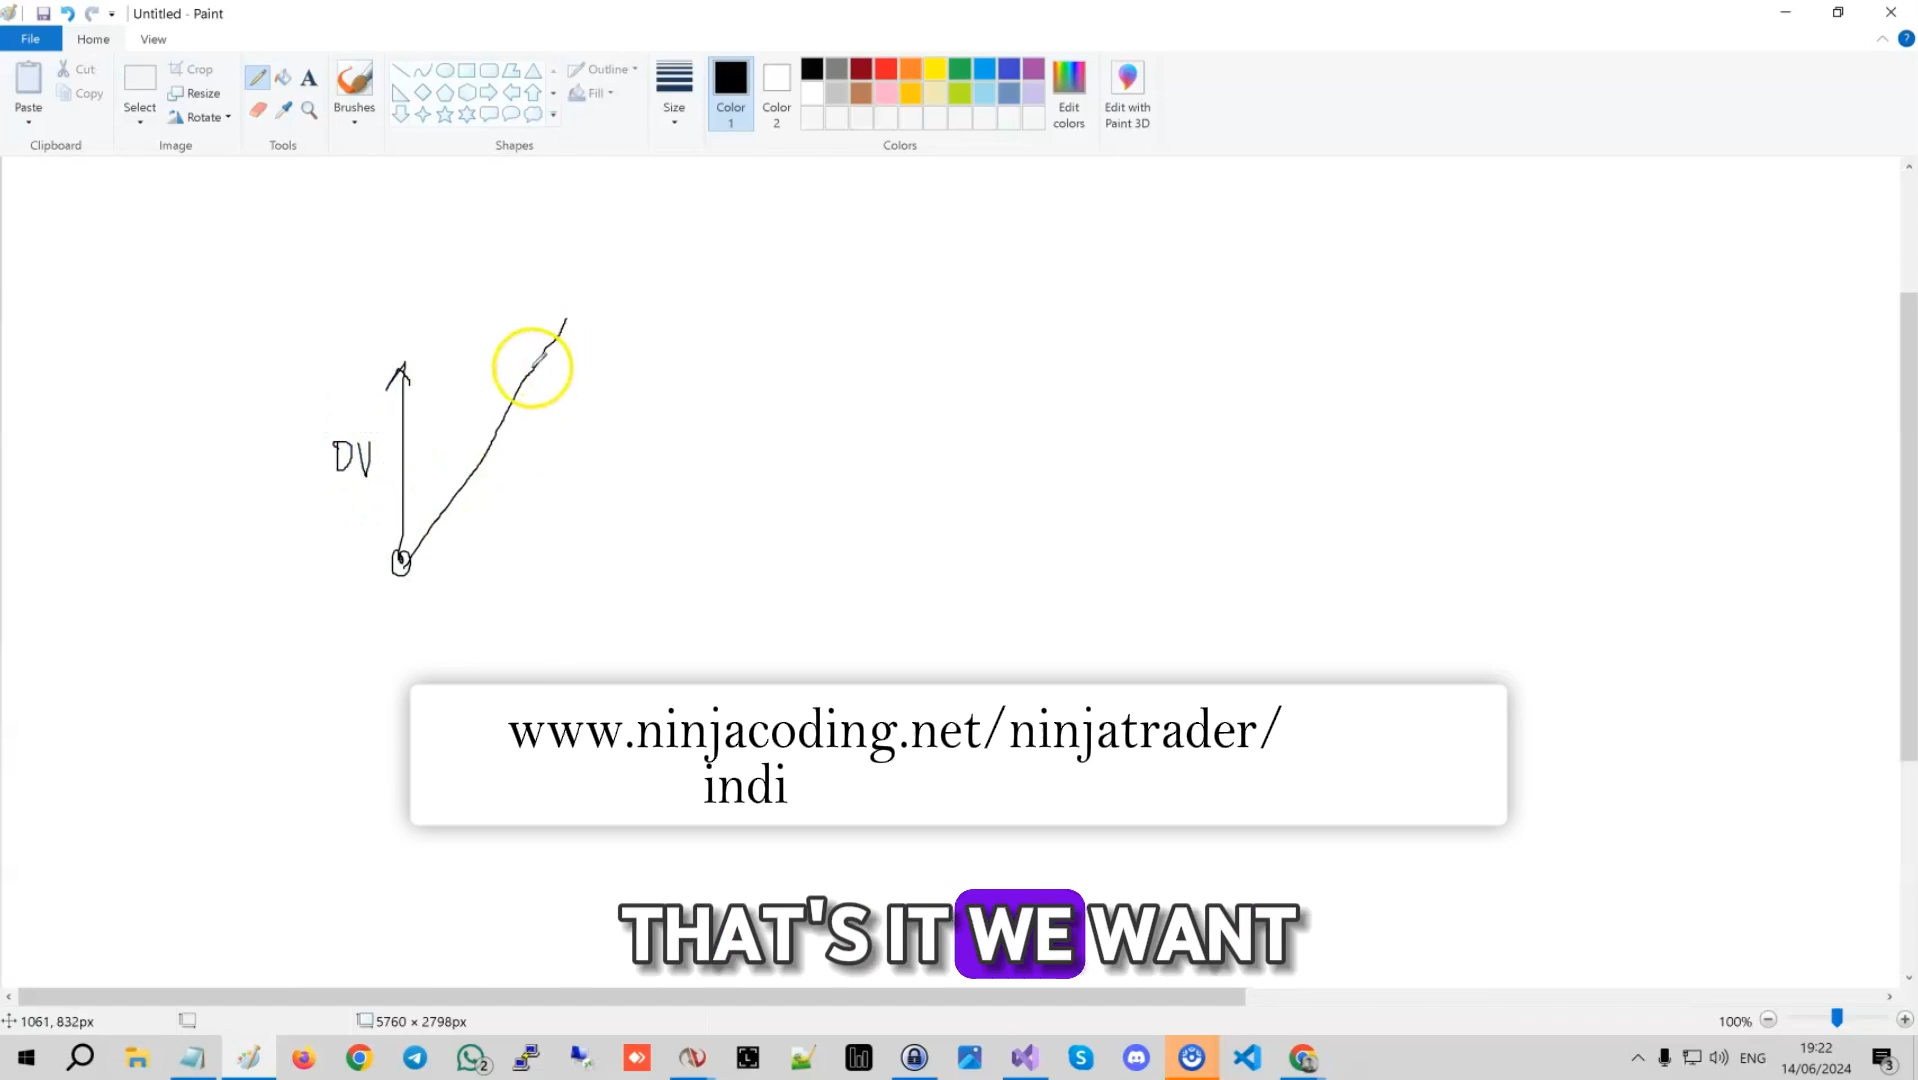 Untitled - Paint
File
Home
View
Paste
Cut
Copy
Clipboard
Select
Crop
Resize
Rotate
Image
A
Tools
Brushes
Outline
Fill
Shapes
Size
Color 1
Color 2
Edit colors
Edit with Paint 3D
Colors
?
DV
www.ninjacoding.net/ninjatrader/
indi
THAT'S IT WE WANT
1061, 832px
5760 × 2798px
100%
2
L
S
ENG
19:22
14/06/2024
3